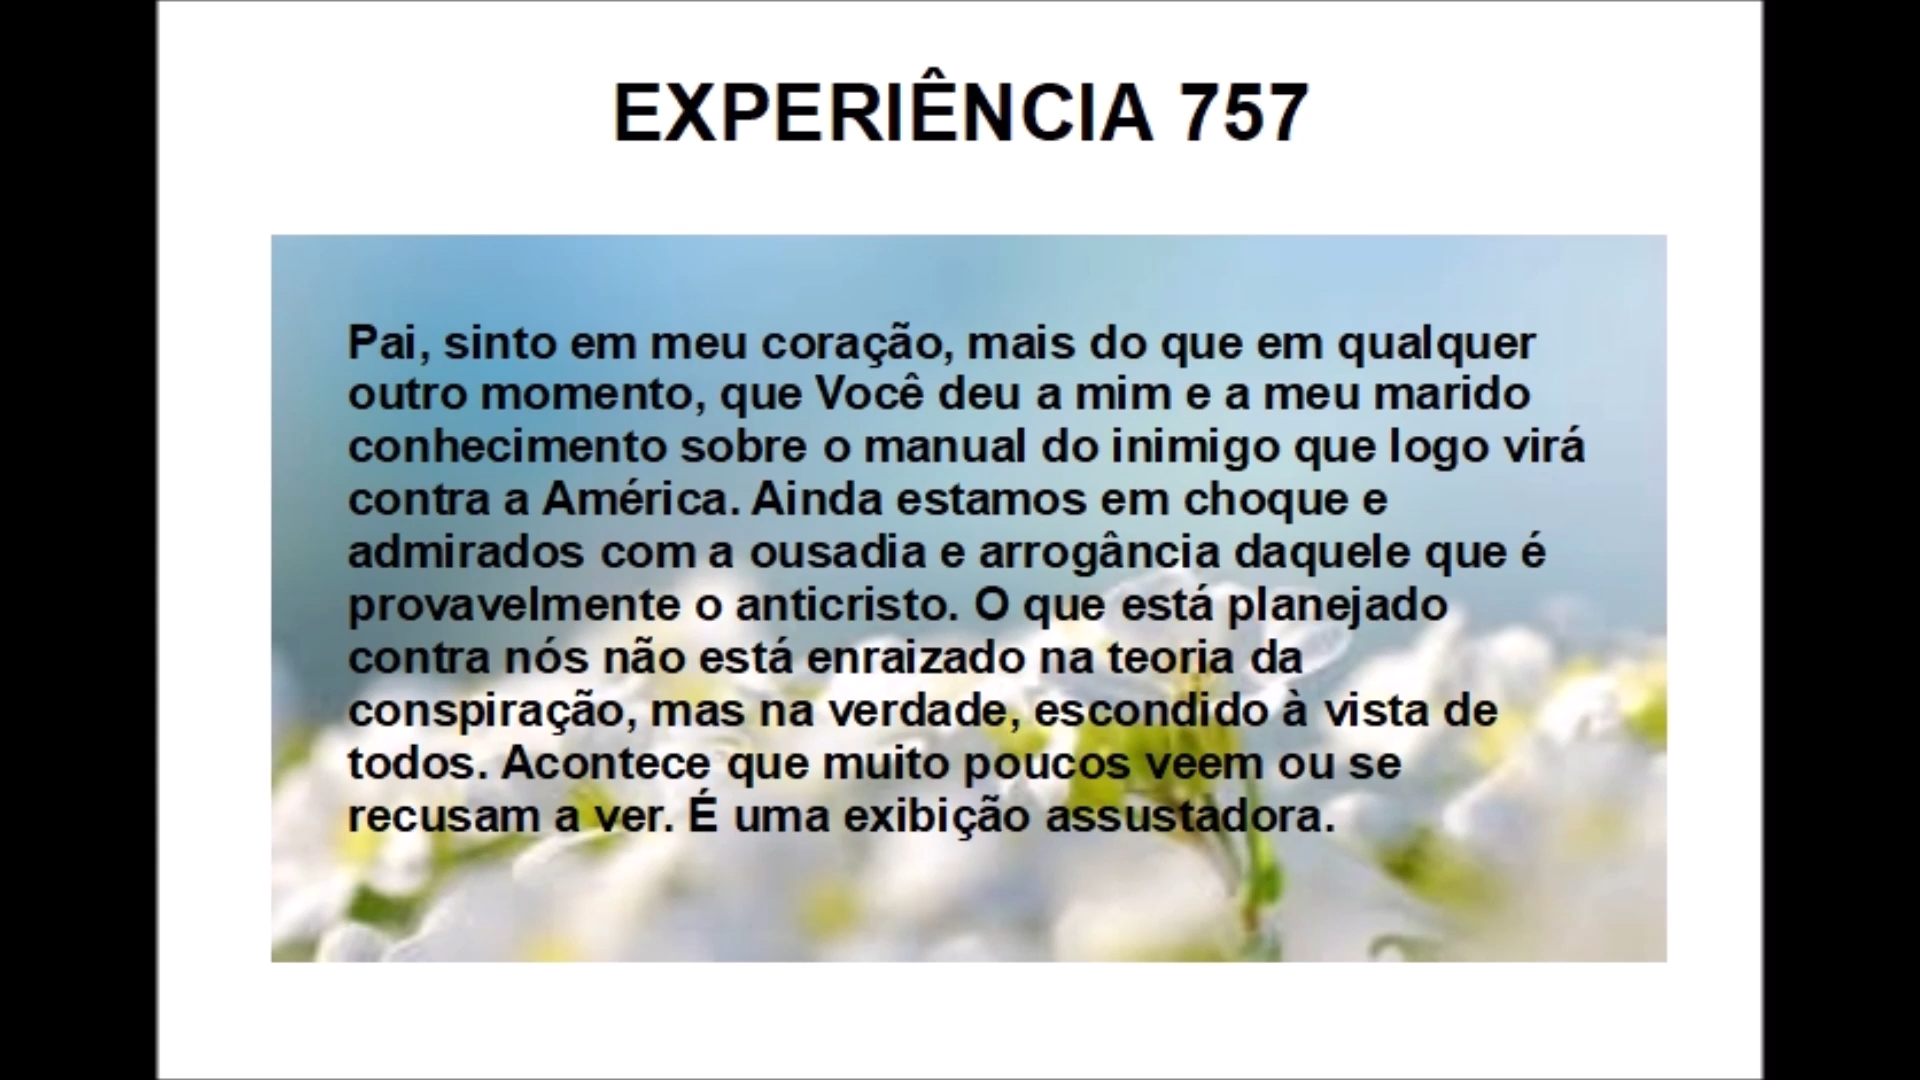 EXPERIÊNCIA 757
Pai, sinto em meu coração, mais do que em qualquer
outro momento, que Você deu a mim e a meu marido
conhecimento sobre o manual do inimigo que logo virá
contra a América. Ainda estamos em choque e
admirados com a ousadia e arrogância daquele que é
provavelmente o anticristo. O que está planejado
contra nós não está enraizado na teoria da
conspiração, mas na verdade, escondido à vista de
todos. Acontece que muito poucos veem ou se
recusam a ver. É uma exibição assustadora.